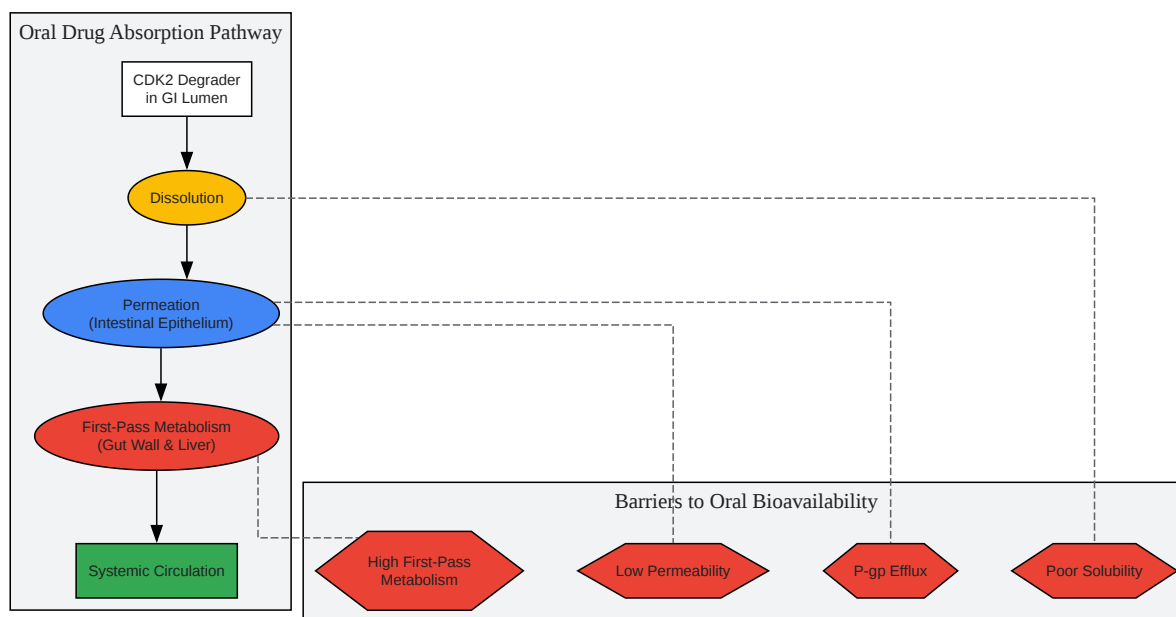 Oral Drug Absorption Pathway
CDK2 Degrader
in GI Lumen
Dissolution
Permeation
(Intestinal Epithelium)
First-Pass Metabolism
(Gut Wall & Liver)
Systemic Circulation
Barriers to Oral Bioavailability
High First-Pass
Metabolism
Low Permeability
P-gp Efflux
Poor Solubility